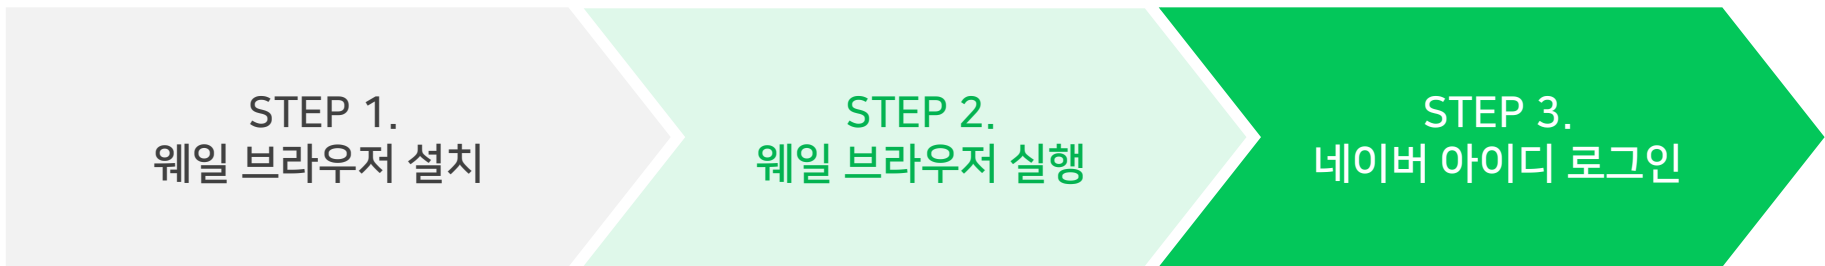 STEP 1.
웨일 브라우저 설치
STEP 2.
웨일 브라우저 실행
STEP 3.
네이버 아이디 로그인